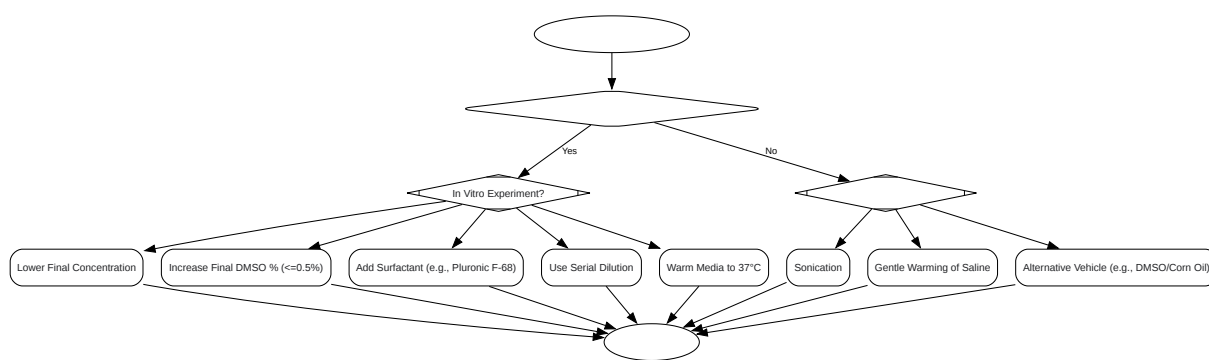 Yes
No
In Vitro Experiment?
Lower Final Concentration
Increase Final DMSO % (<=0.5%)
Add Surfactant (e.g., Pluronic F-68)
Use Serial Dilution
Warm Media to 37°C
Sonication
Gentle Warming of Saline
Alternative Vehicle (e.g., DMSO/Corn Oil)